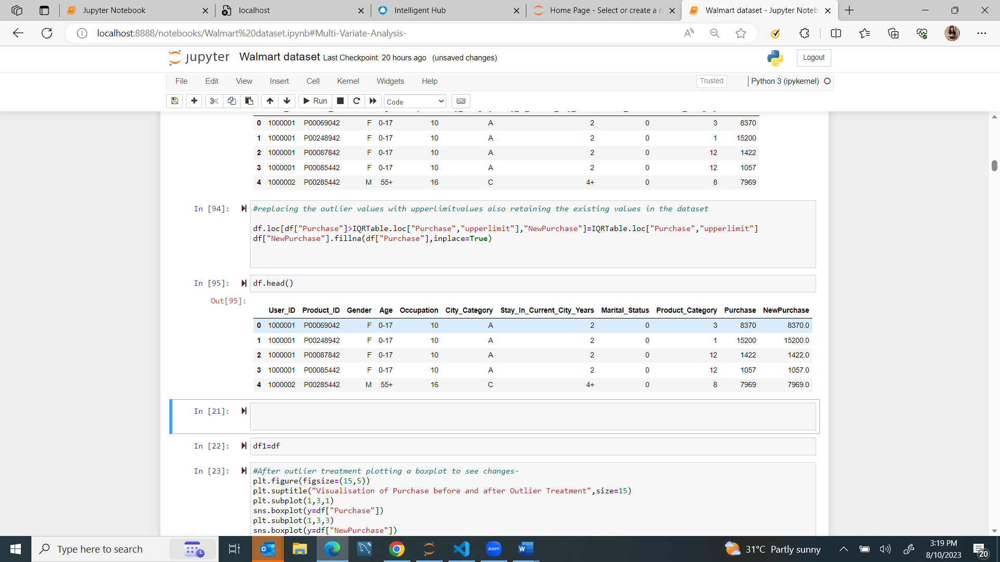 Jupyter Notebook
localhost
Intelligent Hub
Home Page - Select or create a n
Walmart dataset - Jupyter Noteb
localhost:8888/notebooks/Walmart%20dataset.ipynb#Multi-Variate-Analysis-
jupyter Walmart dataset Last Checkpoint: 20 hours ago (unsaved changes)
Logout
File Edit View Insert Cell Kernel Widgets Help
Trusted
Python 3 (ipykernel)
Run
Code
0 1000001 P00069042 F 0-17 10 A 2 0 3 8370
1 1000001 P00248942 F 0-17 10 A 2 0 1 15200
2 1000001 P00087842 F 0-17 10 A 2 0 12 1422
3 1000001 P00085442 F 0-17 10 A 2 0 12 1057
4 1000002 P00285442 M 55+ 16 C 4+ 0 8 7969
In [94]:
#replacing the outlier values with upperlimitvalues also retaining the existing values in the dataset
df.loc[df["Purchase"]>IQRTable.loc["Purchase","upperlimit"],"NewPurchase"]=IQRTable.loc["Purchase","upperlimit"]
df["NewPurchase"].fillna(df["Purchase"],inplace=True)
In [95]:
df.head()
Out[95]:
User_ID Product_ID Gender Age Occupation City_Category Stay_In_Current_City_Years Marital_Status Product_Category Purchase NewPurchase
0 1000001 P00069042 F 0-17 10 A 2 0 3 8370 8370.0
1 1000001 P00248942 F 0-17 10 A 2 0 1 15200 15200.0
2 1000001 P00087842 F 0-17 10 A 2 0 12 1422 1422.0
3 1000001 P00085442 F 0-17 10 A 2 0 12 1057 1057.0
4 1000002 P00285442 M 55+ 16 C 4+ 0 8 7969 7969.0
In [21]:
In [22]:
df1=df
In [23]:
#After outlier treatment plotting a boxplot to see changes-
plt.figure(figsize=(15,5))
plt.suptitle("Visualisation of Purchase before and after Outlier Treatment",size=15)
plt.subplot(1,3,1)
sns.boxplot(y=df["Purchase"])
plt.subplot(1,3,3)
sns.boxplot(y=df["NewPurchase"])
Type here to search
zoom
31°C Partly sunny
3:19 PM
8/10/2023
20